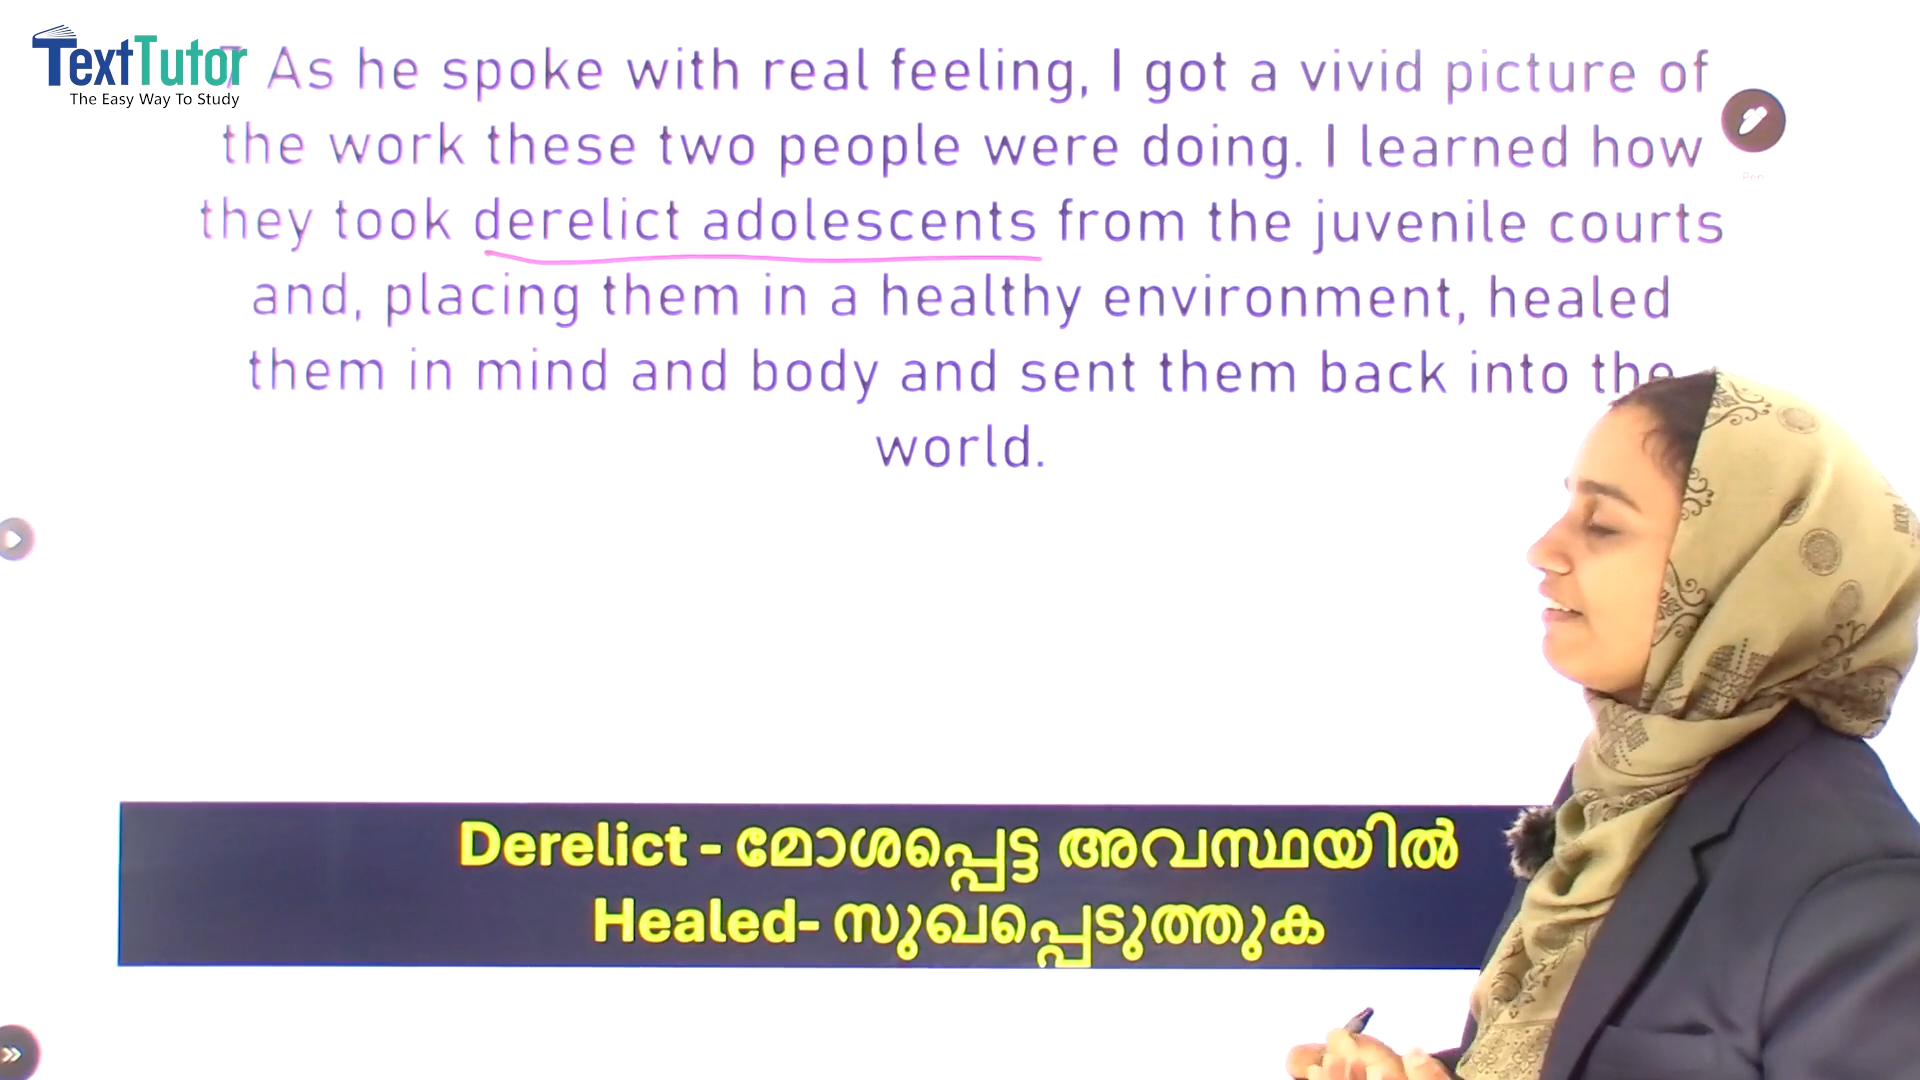 TextTutor
The Easy Way To Study
7 As he spoke with real feeling, I got a vivid picture of
the work these two people were doing. I learned how
they took derelict adolescents from the juvenile courts
and, placing them in a healthy environment, healed
them in mind and body and sent them back into the
world.
Pen
Derelict - മോശപ്പെട്ട അവസ്ഥയിൽ
Healed- സുഖപ്പെടുത്തുക